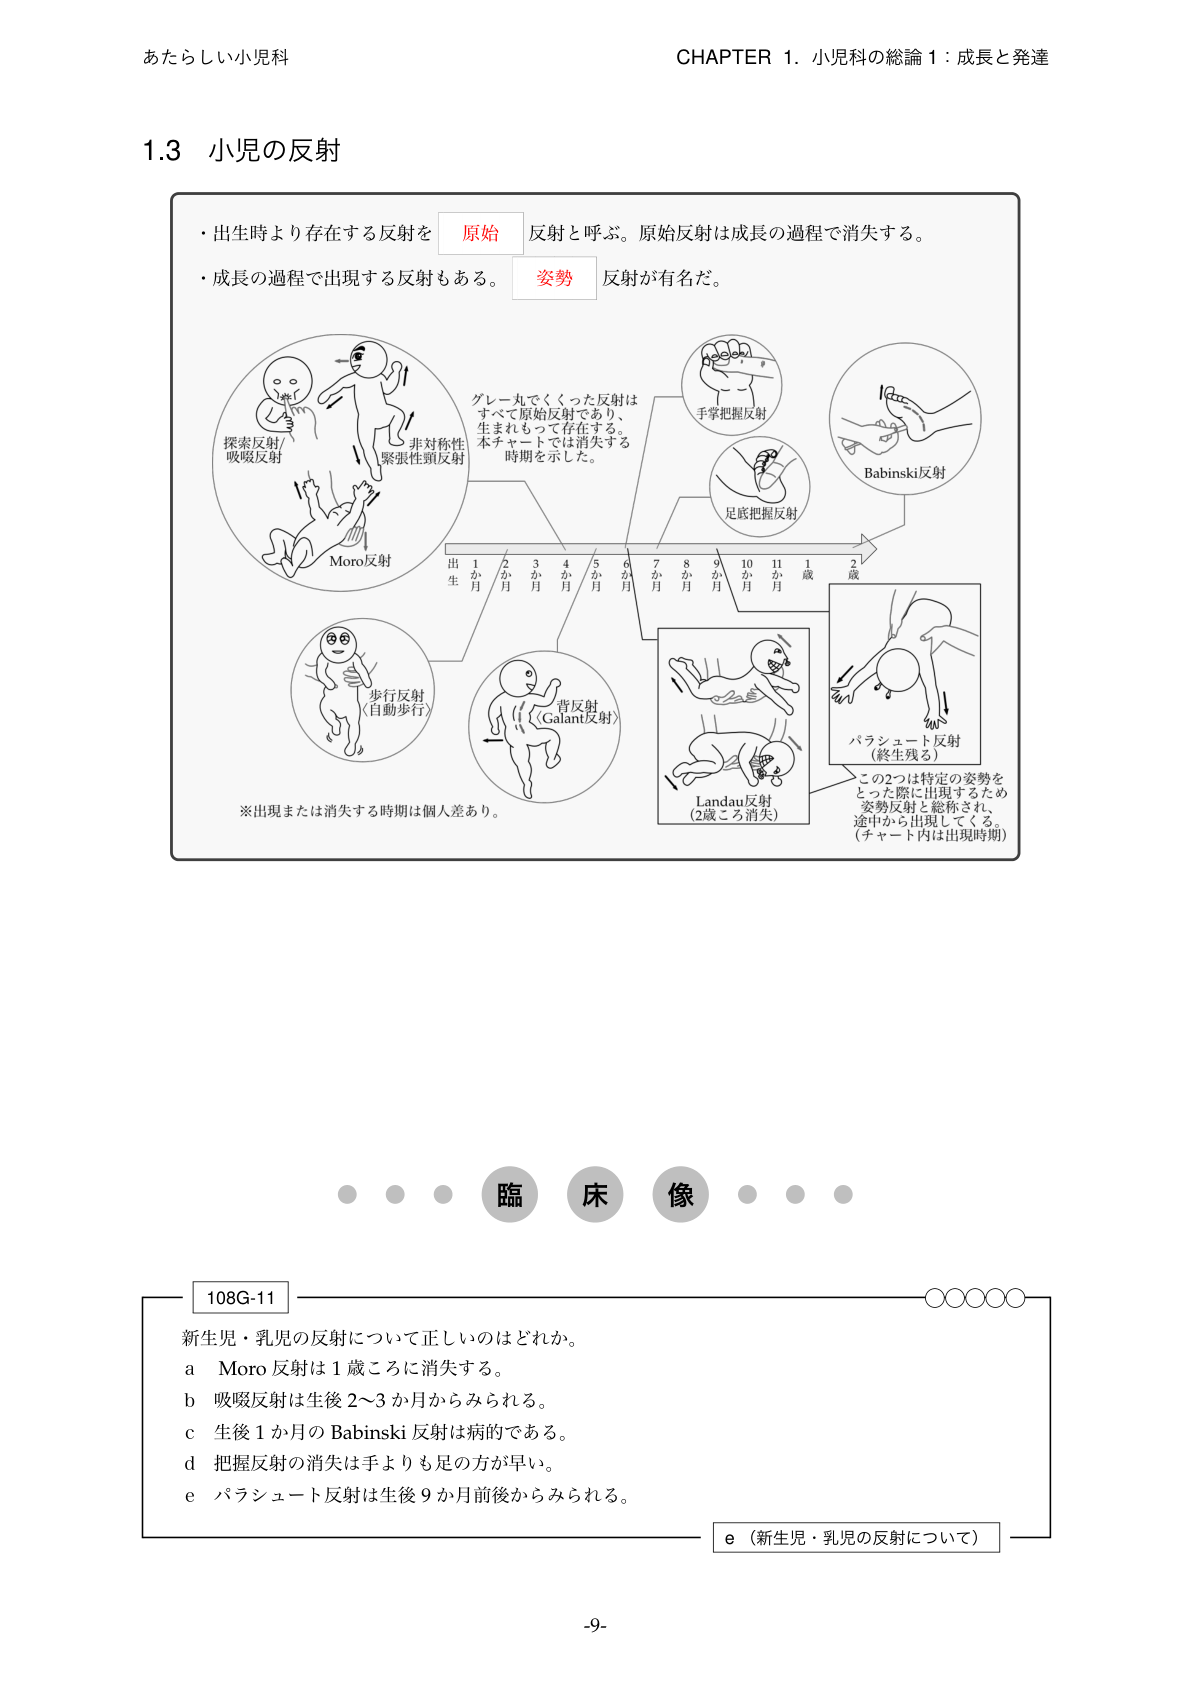 あたらしい小児科
CHAPTER 1. 小児科の総論1：成長と発達
1.3 小児の反射
・出生時より存在する反射を 原始 反射と呼ぶ。原始反射は成長の過程で消失する。
・成長の過程で出現する反射もある。 姿勢 反射が有名だ。
探索反射/
吸啜反射
非対称性
緊張性頸反射
Moro反射
グレー丸でくくった反射は
すべて原始反射であり、
生まれもって存在する。
本チャートでは消失する
時期を示した。
手掌把握反射
足底把握反射
Babinski反射
出生
1か月
2か月
3か月
4か月
5か月
6か月
7か月
8か月
9か月
10か月
11か月
1歳
2歳
歩行反射
〈自動歩行〉
背反射
〈Galant反射〉
Landau反射
(2歳ころ消失)
パラシュート反射
(終生残る)
この2つは特定の姿勢を
とった際に出現するため
姿勢反射と総称され、
途中から出現してくる。
(チャート内は出現時期)
※出現または消失する時期は個人差あり。
臨床像
108G-11
新生児・乳児の反射について正しいのはどれか。
a Moro 反射は 1 歳ころに消失する。
b 吸啜反射は生後 2〜3 か月からみられる。
c 生後 1 か月の Babinski 反射は病的である。
d 把握反射の消失は手よりも足の方が早い。
e パラシュート反射は生後 9 か月前後からみられる。
e （新生児・乳児の反射について）
-9-